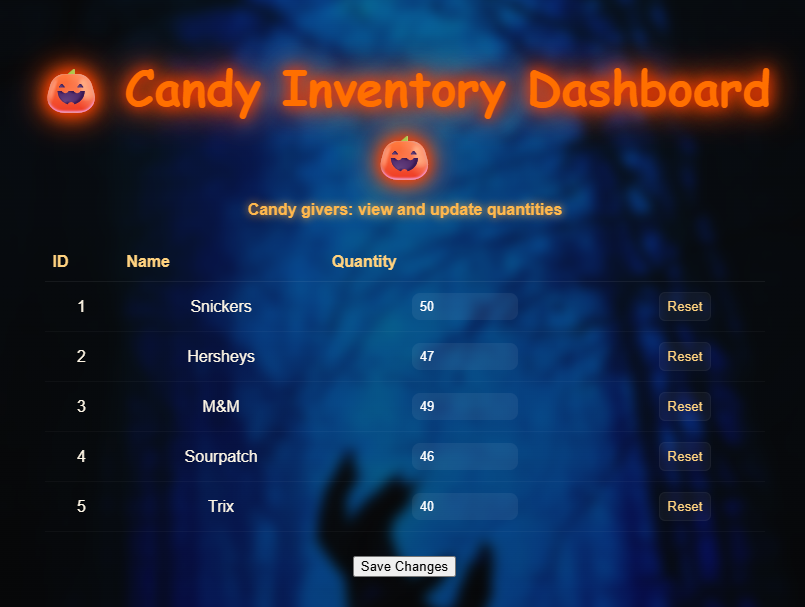 🎃 Candy Inventory Dashboard
🎃
Candy givers: view and update quantities
ID Name Quantity
1 Snickers 50 Reset
2 Hersheys 47 Reset
3 M&M 49 Reset
4 Sourpatch 46 Reset
5 Trix 40 Reset
Save Changes